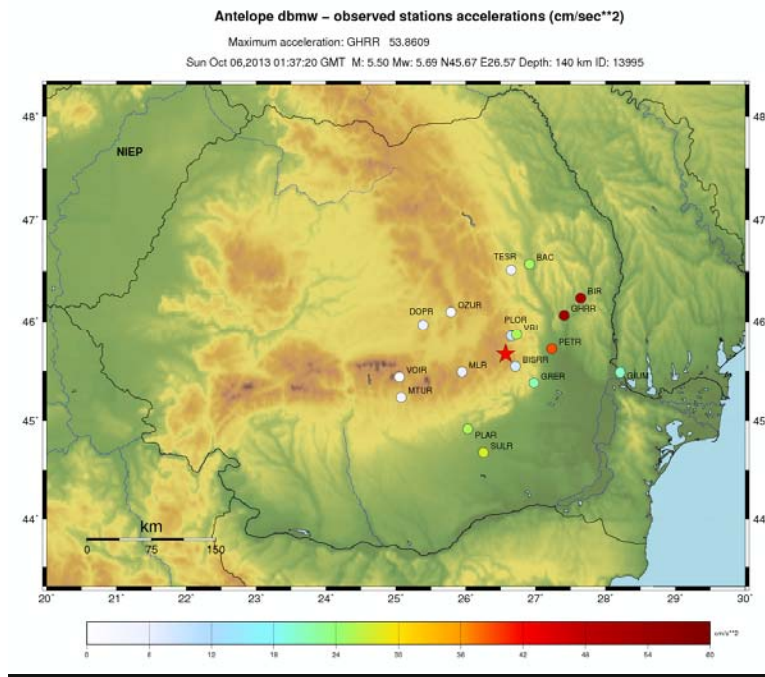 Antelope dbmw – observed stations accelerations (cm/sec**2)
Maximum acceleration: GHRR 53.8609
Sun Oct 06,2013 01:37:20 GMT M: 5.50 Mw: 5.69 N45.67 E26.57 Depth: 140 km ID: 13995
48° 48°
NIEP
47° 47°
TESR BAC
BIR
OZUR GHRR
46° DOPR PLOR 46°
PETR
VOIR MLR BISRR GIUM
MTUR GRER
45° 45°
PLAR
SULR
44° 44°
km
0 75 150
20° 21° 22° 23° 24° 25° 26° 27° 28° 29° 30°
cm/s**2
0 6 12 18 24 30 36 42 48 54 60